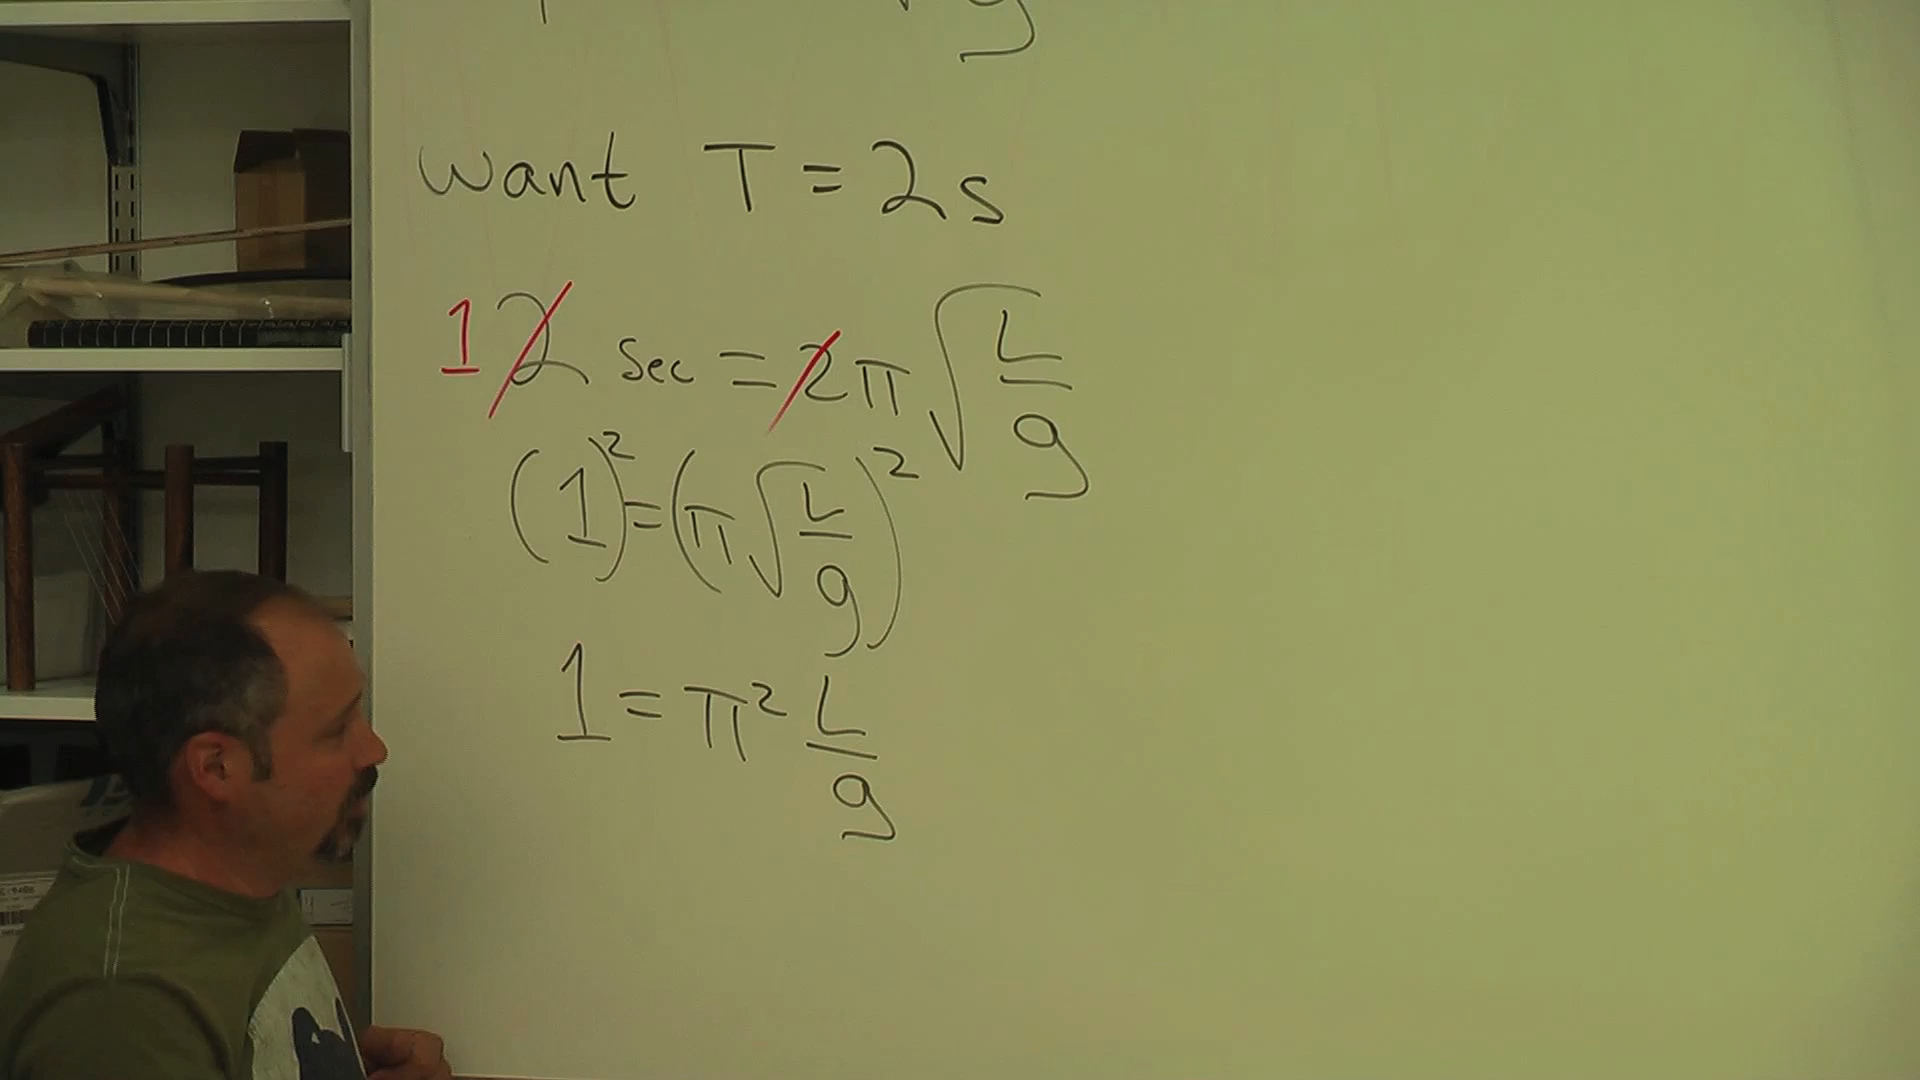 g
want T = 2s
1 2 sec = 2π√(L/g)
(1)² = (π√(L/g))²
1 = π² L/g